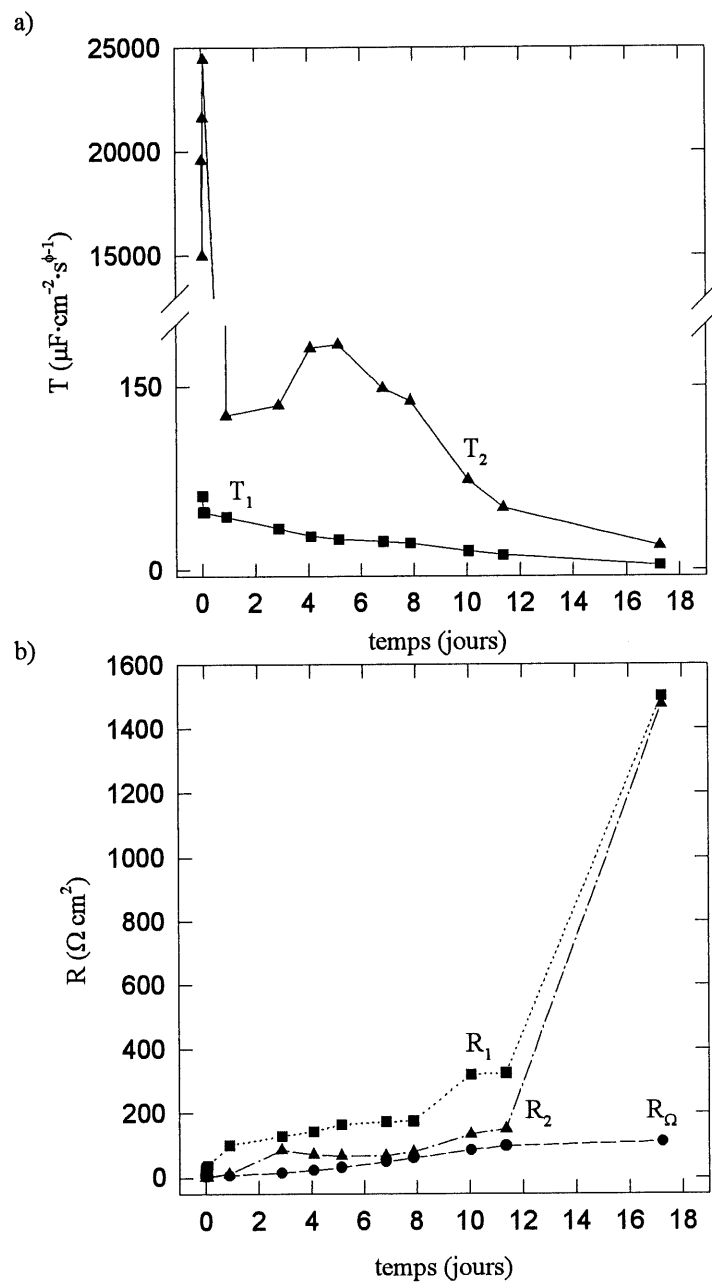 a)
25000
20000
15000
150
0
T (μF·cm⁻²·s^ϕ-1)
T₂
T₁
0 2 4 6 8 10 12 14 16 18
temps (jours)
b)
1600
1400
1200
1000
800
600
400
200
0
R (Ω cm²)
R₁
R₂
R_Ω
0 2 4 6 8 10 12 14 16 18
temps (jours)